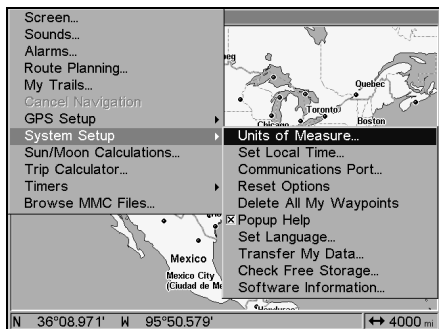 Screen...
Sounds...
Alarms...
Route Planning...
My Trails...
Cancel Navigation
GPS Setup
System Setup
Sun/Moon Calculations...
Trip Calculator...
Timers
Browse MMC Files...
Units of Measure...
Set Local Time...
Communications Port...
Reset Options
Delete All My Waypoints
Popup Help
Set Language...
Transfer My Data...
Check Free Storage...
Software Information...
Quebec
Toronto
Boston
Chicago
Mexico
Mexico City
(Ciudad de Me
Honduras
N 36°08.971' W 95°50.579' ↔ 4000 mi